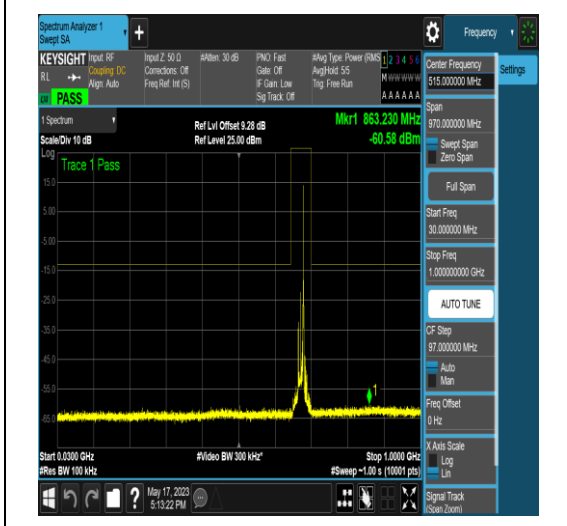 Spectrum Analyzer 1
Swept SA
+
Frequency
KEYSIGHT
RL
Input: RF
Coupling: DC
Align: Auto
Input Z: 50 Ω
Corrections: Off
Freq Ref: Int (S)
#Atten: 30 dB
PNO: Fast
Gate: Off
IF Gain: Low
Sig Track: Off
#Avg Type: Power (RMS
Avg|Hold: 5/5
Trig: Free Run
1 2 3 4 5 6
M W W W W W
A A A A A A
PASS
1 Spectrum
Scale/Div 10 dB
Ref Lvl Offset 9.28 dB
Ref Level 25.00 dBm
Mkr1 863.230 MHz
-60.58 dBm
Log
Trace 1 Pass
15.0
5.00
-5.00
-15.0
-25.0
-35.0
-45.0
-55.0
-65.0
1
Start 0.0300 GHz
#Res BW 100 kHz
#Video BW 300 kHz*
Stop 1.0000 GHz
#Sweep ~1.00 s (10001 pts)
May 17, 2023
5:13:22 PM
?
Center Frequency
515.000000 MHz
Settings
Span
970.000000 MHz
Swept Span
Zero Span
Full Span
Start Freq
30.000000 MHz
Stop Freq
1.000000000 GHz
AUTO TUNE
CF Step
97.000000 MHz
Auto
Man
Freq Offset
0 Hz
X Axis Scale
Log
Lin
Signal Track
(Span Zoom)